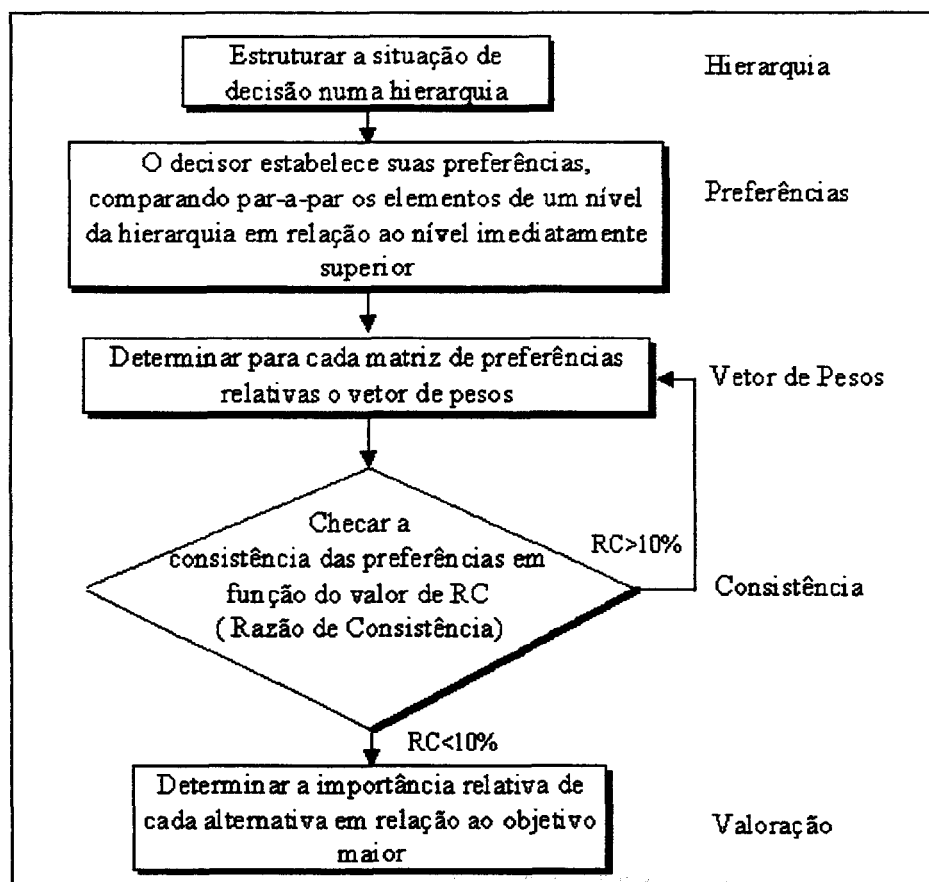 Estruturar a situação de
decisão numa hierarquia
Hierarquia
O decisor estabelece suas preferências,
comparando par-a-par os elementos de um nível
da hierarquia em relação ao nível imediatamente
superior
Preferências
Determinar para cada matriz de preferências
relativas o vetor de pesos
Vetor de Pesos
Checar a
consistência das preferências em
função do valor de RC
( Razão de Consistência)
RC>10%
Consistência
RC<10%
Determinar a importância relativa de
cada alternativa em relação ao objetivo
maior
Valoração